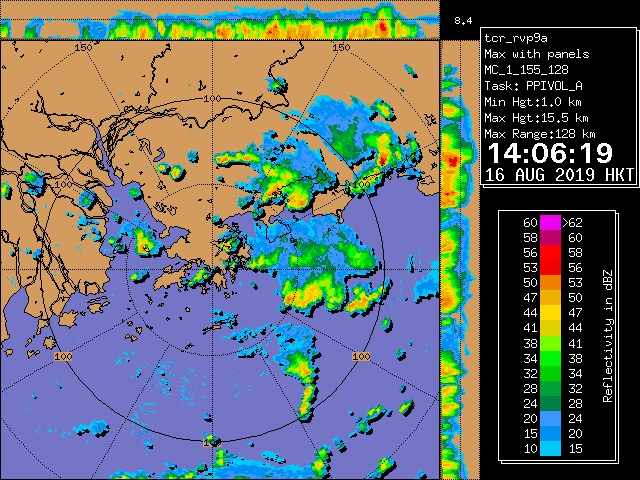 8.4
tcr_rvp9a
Max with panels
MC_1_155_128
Task: PPIVOL_A
Min Hgt:1.0 km
Max Hgt:15.5 km
Max Range:128 km
14:06:19
16 AUG 2019 HKT
150
150
100
100
100
100
100
60 >62
58 60
56 58
53 56
50 53
47 50
44 47
41 44
38 41
34 38
32 34
28 32
24 28
20 24
15 20
10 15
Reflectivity in dBZ